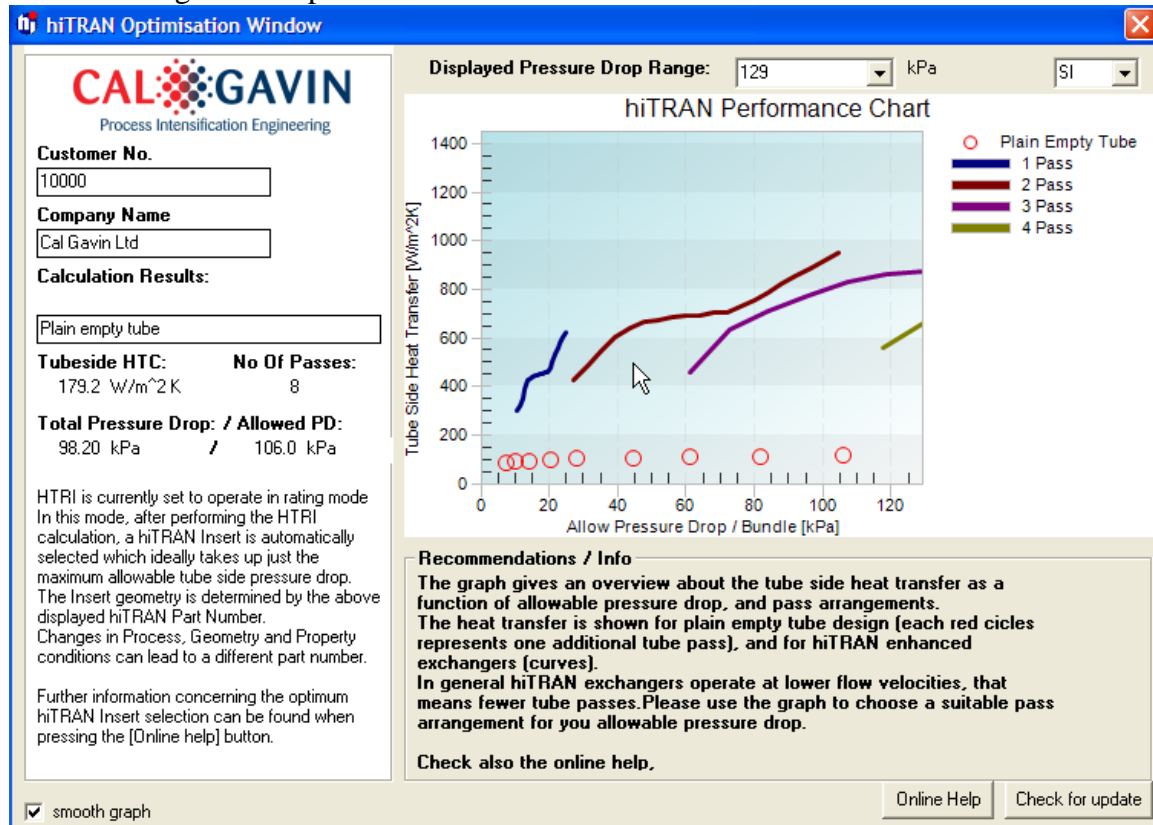 hiTRAN Optimisation Window
CAL GAVIN
Process Intensification Engineering
Customer No.
10000
Company Name
Cal Gavin Ltd
Calculation Results:
Plain empty tube
Tubeside HTC: No Of Passes:
179.2 W/m^2 K 8
Total Pressure Drop: / Allowed PD:
98.20 kPa / 106.0 kPa
HTRI is currently set to operate in rating mode
In this mode, after performing the HTRI
calculation, a hiTRAN Insert is automatically
selected which ideally takes up just the
maximum allowable tube side pressure drop.
The Insert geometry is determined by the above
displayed hiTRAN Part Number.
Changes in Process, Geometry and Property
conditions can lead to a different part number.
Further information concerning the optimum
hiTRAN Insert selection can be found when
pressing the [Online help] button.
smooth graph
Displayed Pressure Drop Range: 129 kPa SI
hiTRAN Performance Chart
Tube Side Heat Transfer [W/m^2K]
1400
1200
1000
800
600
400
200
0
0 20 40 60 80 100 120
Allow Pressure Drop / Bundle [kPa]
Plain Empty Tube
1 Pass
2 Pass
3 Pass
4 Pass
Recommendations / Info
The graph gives an overview about the tube side heat transfer as a
function of allowable pressure drop, and pass arrangements.
The heat transfer is shown for plain empty tube design (each red cicles
represents one additional tube pass), and for hiTRAN enhanced
exchangers (curves).
In general hiTRAN exchangers operate at lower flow velocities, that
means fewer tube passes.Please use the graph to choose a suitable pass
arrangement for you allowable pressure drop.
Check also the online help,
Online Help Check for update